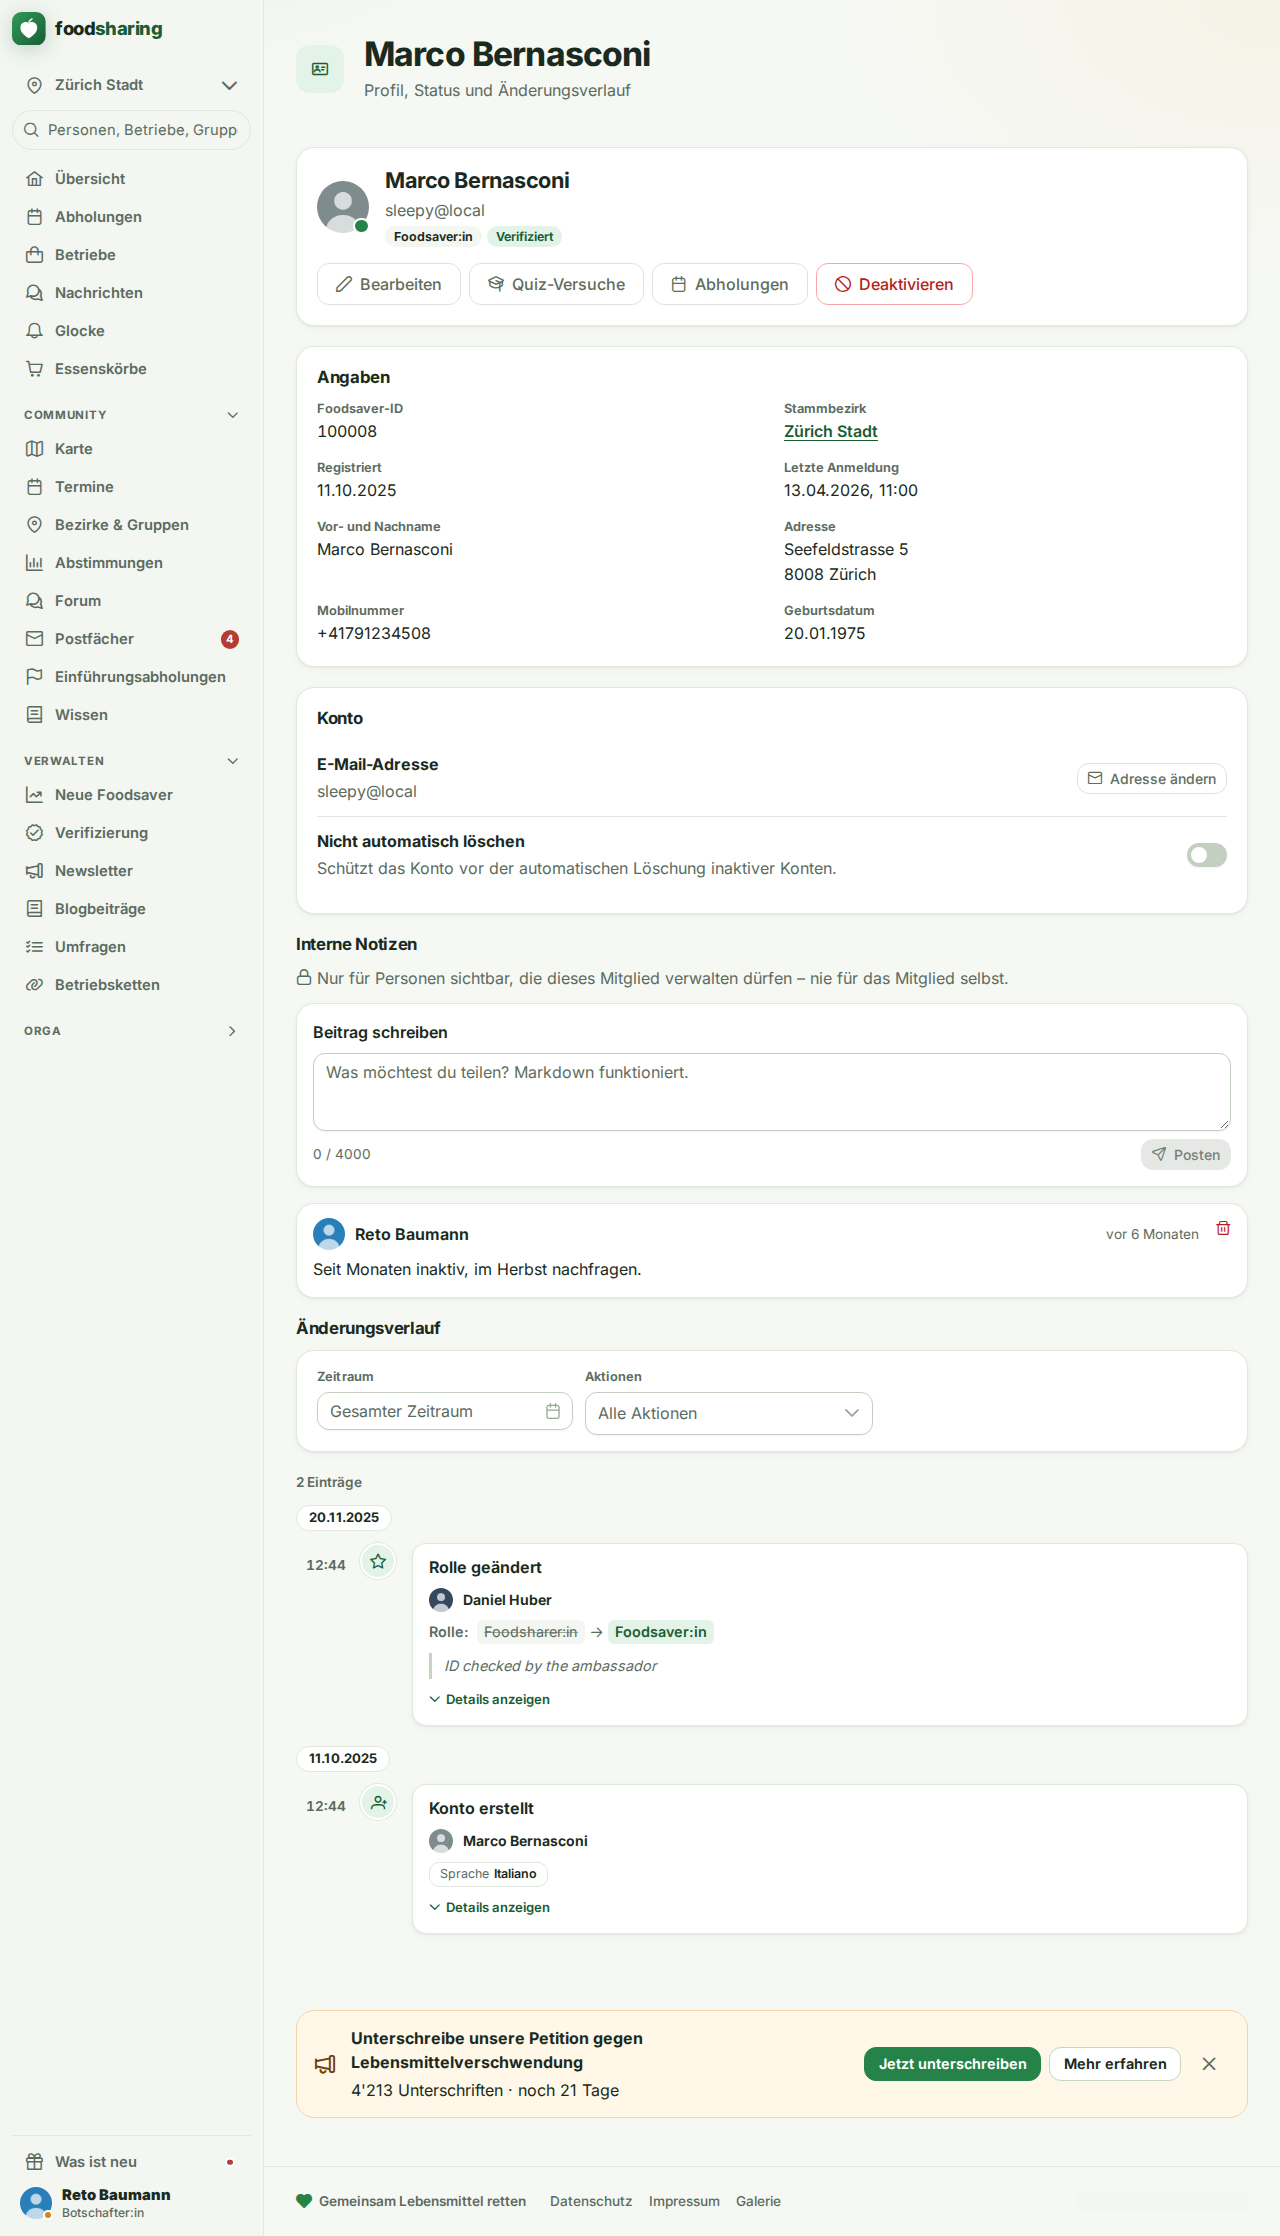 foodsharing
Zürich Stadt
Personen, Betriebe, Grupp
Übersicht
Abholungen
Betriebe
Nachrichten
Glocke
Essenskörbe
COMMUNITY
Karte
Termine
Bezirke & Gruppen
Abstimmungen
Forum
Postfächer 4
Einführungsabholungen
Wissen
VERWALTEN
Neue Foodsaver
Verifizierung
Newsletter
Blogbeiträge
Umfragen
Betriebsketten
ORGA
Was ist neu
Reto Baumann
Botschafter:in
Marco Bernasconi
Profil, Status und Änderungsverlauf
Marco Bernasconi
sleepy@local
Foodsaver:in Verifiziert
Bearbeiten Quiz-Versuche Abholungen Deaktivieren
Angaben
Foodsaver-ID Stammbezirk
100008 Zürich Stadt
Registriert Letzte Anmeldung
11.10.2025 13.04.2026, 11:00
Vor- und Nachname Adresse
Marco Bernasconi Seefeldstrasse 5
8008 Zürich
Mobilnummer Geburtsdatum
+41791234508 20.01.1975
Konto
E-Mail-Adresse
sleepy@local
Adresse ändern
Nicht automatisch löschen
Schützt das Konto vor der automatischen Löschung inaktiver Konten.
Interne Notizen
Nur für Personen sichtbar, die dieses Mitglied verwalten dürfen – nie für das Mitglied selbst.
Beitrag schreiben
Was möchtest du teilen? Markdown funktioniert.
0 / 4000 Posten
Reto Baumann vor 6 Monaten
Seit Monaten inaktiv, im Herbst nachfragen.
Änderungsverlauf
Zeitraum Aktionen
Gesamter Zeitraum Alle Aktionen
2 Einträge
20.11.2025
12:44 Rolle geändert
Daniel Huber
Rolle: Foodsharer:in → Foodsaver:in
ID checked by the ambassador
Details anzeigen
11.10.2025
12:44 Konto erstellt
Marco Bernasconi
Sprache Italiano
Details anzeigen
Unterschreibe unsere Petition gegen
Lebensmittelverschwendung
4'213 Unterschriften · noch 21 Tage
Jetzt unterschreiben Mehr erfahren
Gemeinsam Lebensmittel retten Datenschutz Impressum Galerie